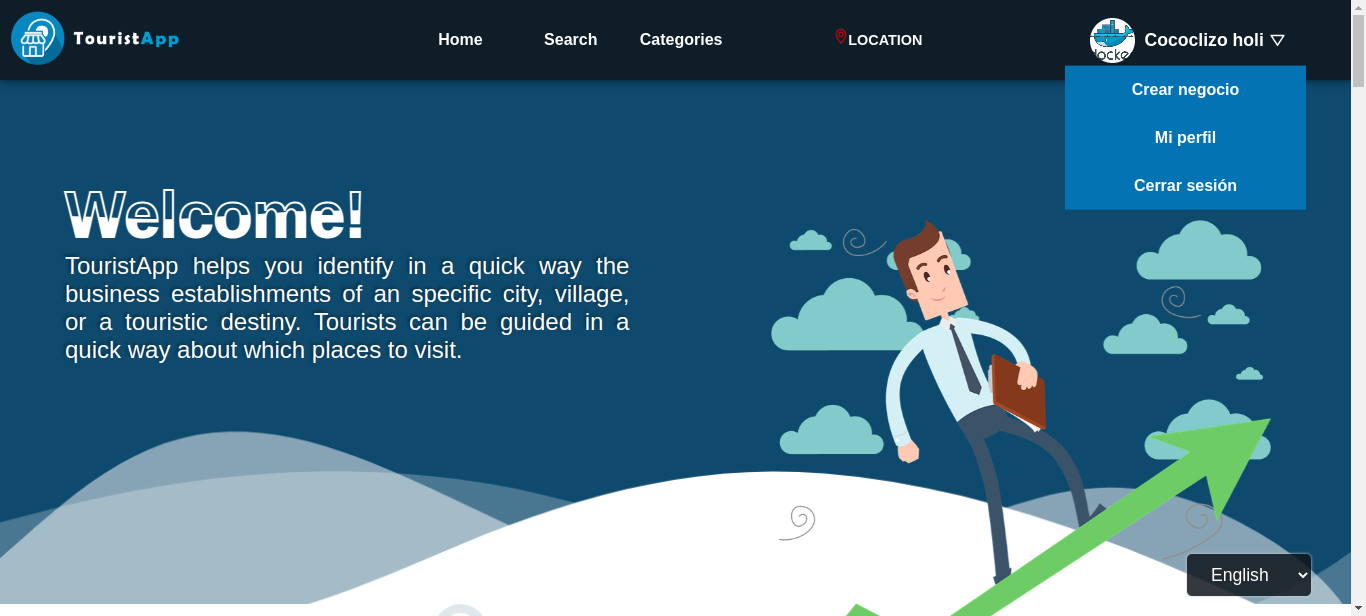 TouristApp
Home
Search
Categories
LOCATION
locke
Cococlizo holi
Crear negocio
Mi perfil
Cerrar sesión
Welcome!
TouristApp helps you identify in a quick way the
business establishments of an specific city, village,
or a touristic destiny. Tourists can be guided in a
quick way about which places to visit.
English